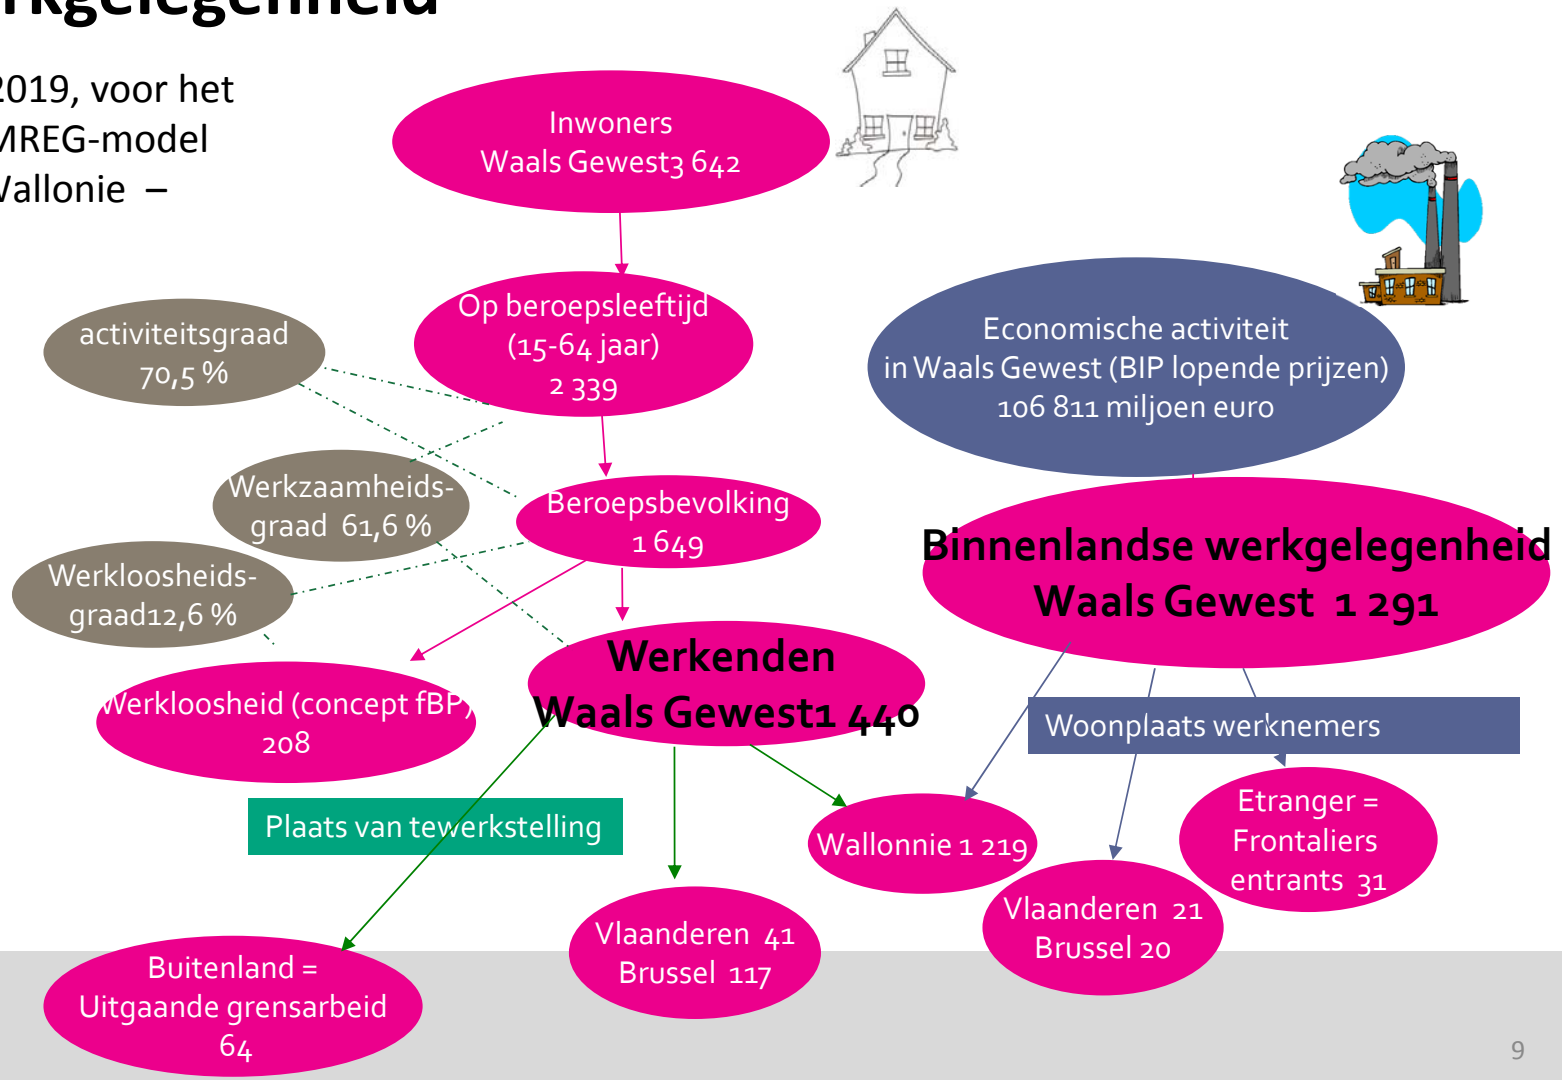 rkgelegenheid
2019, voor het
MREG-model
Wallonie –
Inwoners
Waals Gewest3 642
Op beroepsleeftijd
(15-64 jaar)
2 339
activiteitsgraad
70,5 %
Economische activiteit
in Waals Gewest (BIP lopende prijzen)
106 811 miljoen euro
Werkzaamheids-
graad 61,6 %
Beroepsbevolking
1 649
Binnenlandse werkgelegenheid
Waals Gewest 1 291
Werkloosheids-
graad12,6 %
Werkenden
Waals Gewest1 440
Werkloosheid (concept fBP)
208
Woonplaats werknemers
Plaats van tewerkstelling
Wallonnie 1 219
Etranger =
Frontaliers
entrants 31
Vlaanderen 21
Brussel 20
Vlaanderen 41
Brussel 117
Buitenland =
Uitgaande grensarbeid
64
9